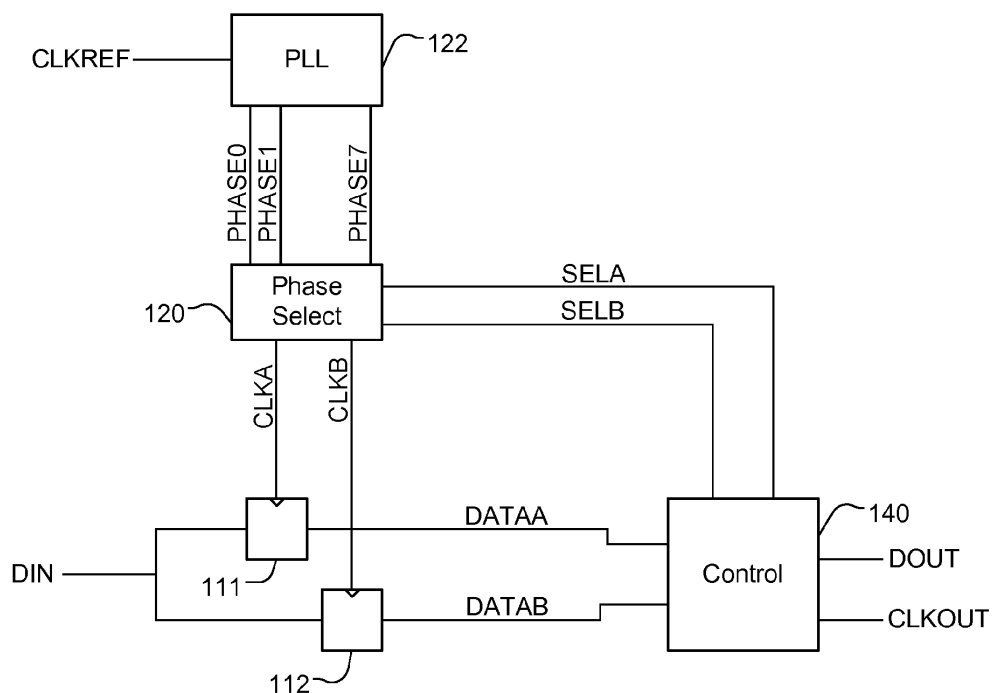 CLKREF
PLL
122
PHASE0
PHASE1
PHASE7
Phase
Select
120
SELA
SELB
CLKA
CLKB
DIN
111
112
DATAA
DATAB
Control
140
DOUT
CLKOUT